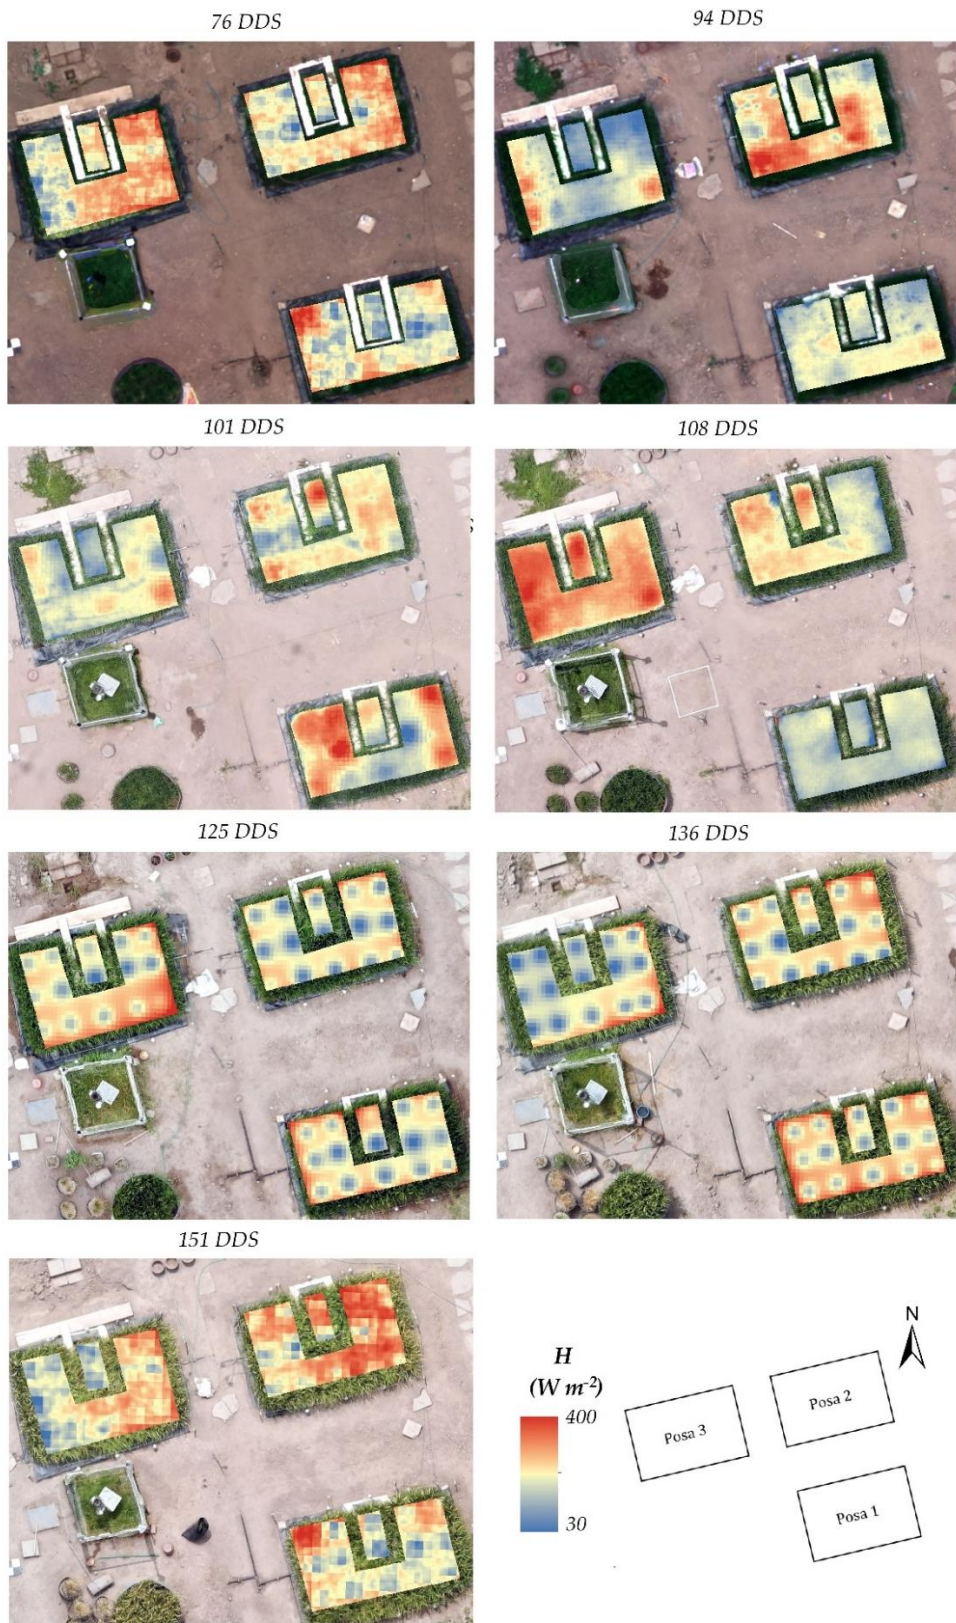 76 DDS
94 DDS
101 DDS
108 DDS
125 DDS
136 DDS
151 DDS
H
(W m⁻²)
400
30
N
Posa 3
Posa 2
Posa 1